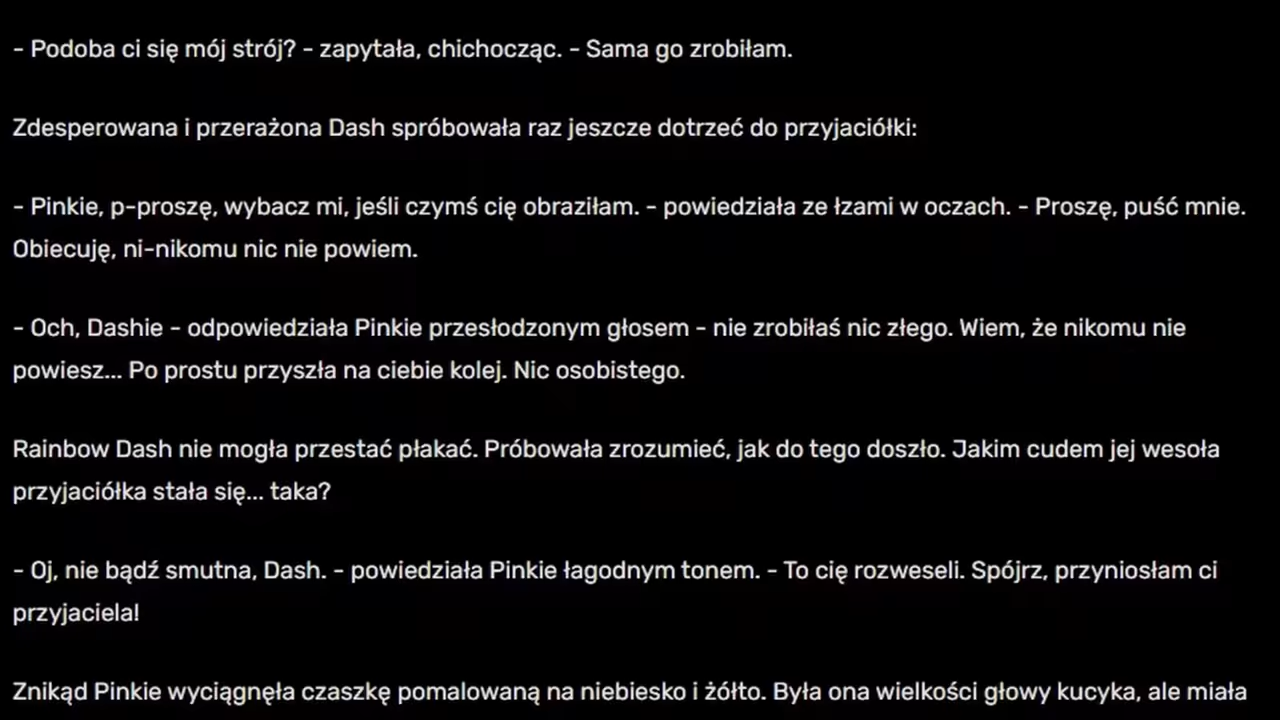 - Podoba ci się mój strój? - zapytała, chichocząc. - Sama go zrobiłam.
Zdesperowana i przerażona Dash spróbowała raz jeszcze dotrzeć do przyjaciółki:
- Pinkie, p-proszę, wybacz mi, jeśli czymś cię obraziłam. - powiedziała ze łzami w oczach. - Proszę, puść mnie.
Obiecuję, ni-nikomu nic nie powiem.
- Och, Dashie - odpowiedziała Pinkie przesłodzonym głosem - nie zrobiłaś nic złego. Wiem, że nikomu nie
powiesz... Po prostu przyszła na ciebie kolej. Nic osobistego.
Rainbow Dash nie mogła przestać płakać. Próbowała zrozumieć, jak do tego doszło. Jakim cudem jej wesoła
przyjaciółka stała się... taka?
- Oj, nie bądź smutna, Dash. - powiedziała Pinkie łagodnym tonem. - To cię rozweseli. Spójrz, przyniosłam ci
przyjaciela!
Znikąd Pinkie wyciągnęła czaszkę pomalowaną na niebiesko i żółto. Była ona wielkości głowy kucyka, ale miała